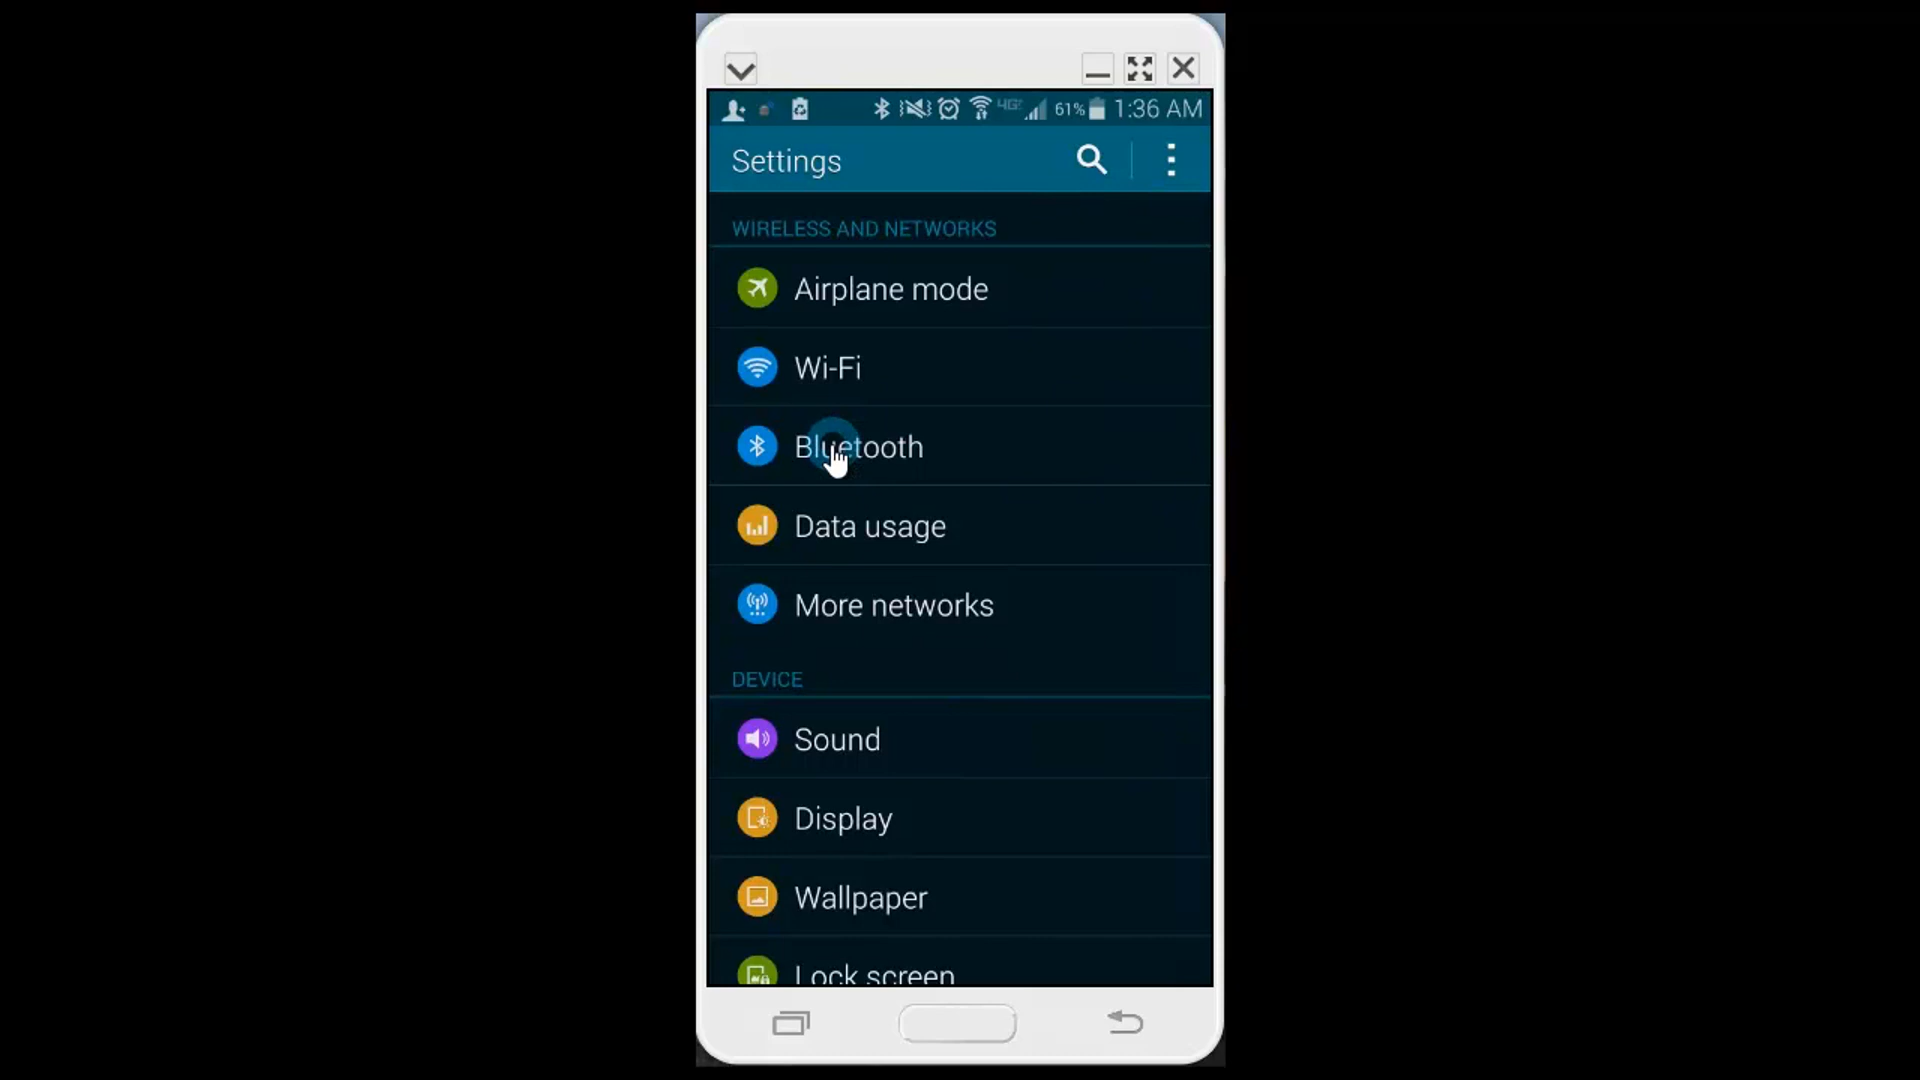 4G 61% 1:36 AM
Settings
WIRELESS AND NETWORKS
Airplane mode
Wi-Fi
Bluetooth
Data usage
More networks
DEVICE
Sound
Display
Wallpaper
Lock screen